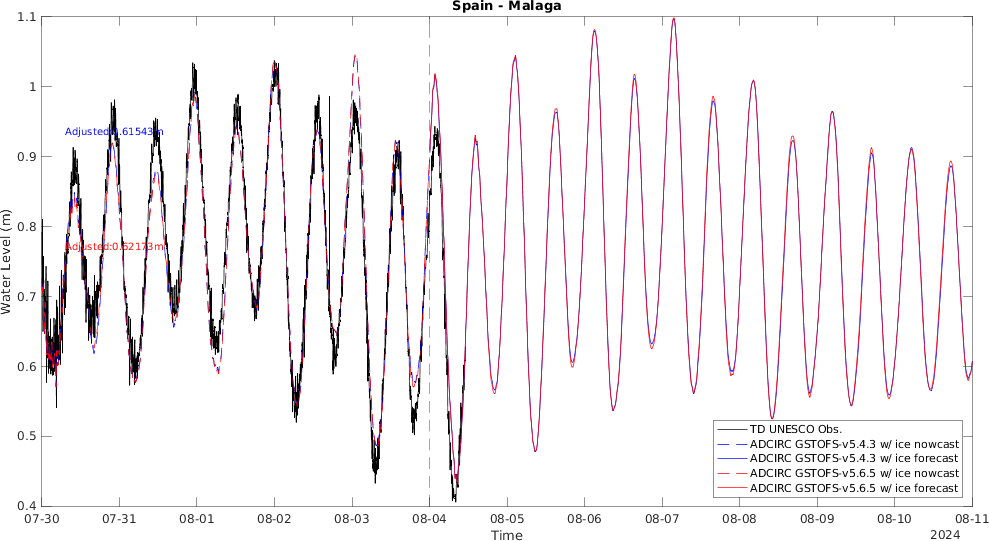 Spain - Malaga
Water Level (m)
1.1
1
0.9
0.8
0.7
0.6
0.5
0.4
Adjusted:0.61543m
Adjusted:0.62173m
TD UNESCO Obs.
ADCIRC GSTOFS-v5.4.3 w/ ice nowcast
ADCIRC GSTOFS-v5.4.3 w/ ice forecast
ADCIRC GSTOFS-v5.6.5 w/ ice nowcast
ADCIRC GSTOFS-v5.6.5 w/ ice forecast
07-30 07-31 08-01 08-02 08-03 08-04 08-05 08-06 08-07 08-08 08-09 08-10 08-11
Time
2024